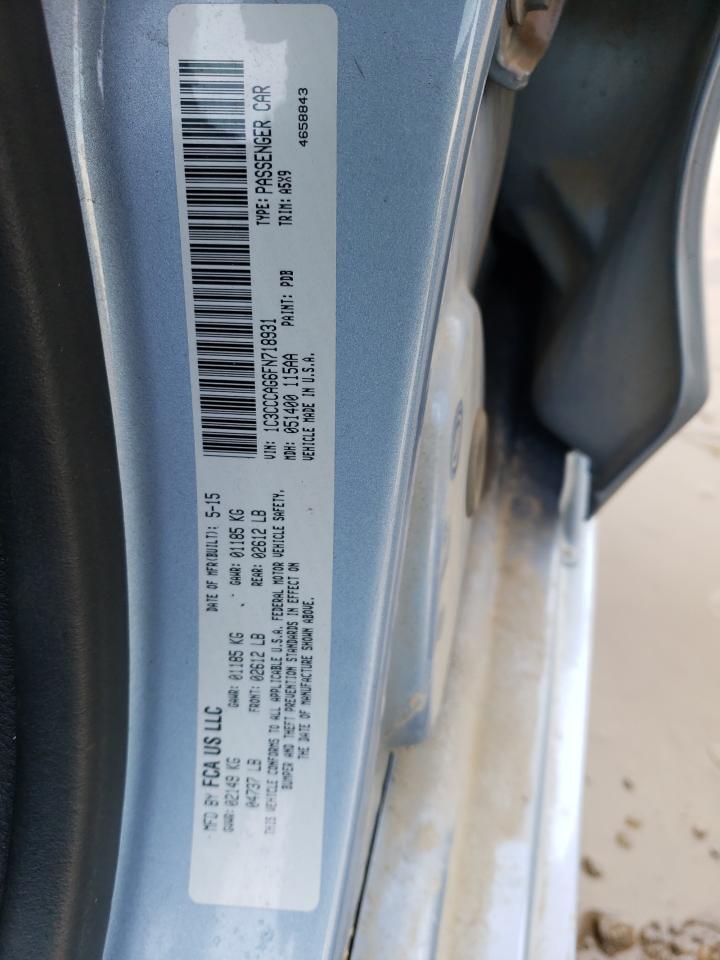 MFD BY FCA US LLC
DATE OF MFR(BUILT): 5-15
GVWR: 02149 KG
GAWR: 01185 KG
GAWR: 01185 KG
04737 LB
FRONT: 02612 LB
REAR: 02612 LB
THIS VEHICLE CONFORMS TO ALL APPLICABLE U.S.A. FEDERAL MOTOR VEHICLE SAFETY,
BUMPER AND THEFT PREVENTION STANDARDS IN EFFECT ON
THE DATE OF MANUFACTURE SHOWN ABOVE.
VIN: 1C3CCCAG6FN718931
TYPE: PASSENGER CAR
MDH: 051400 115AA
PAINT: PDB
TRIM: A5X9
VEHICLE MADE IN U.S.A.
4658843